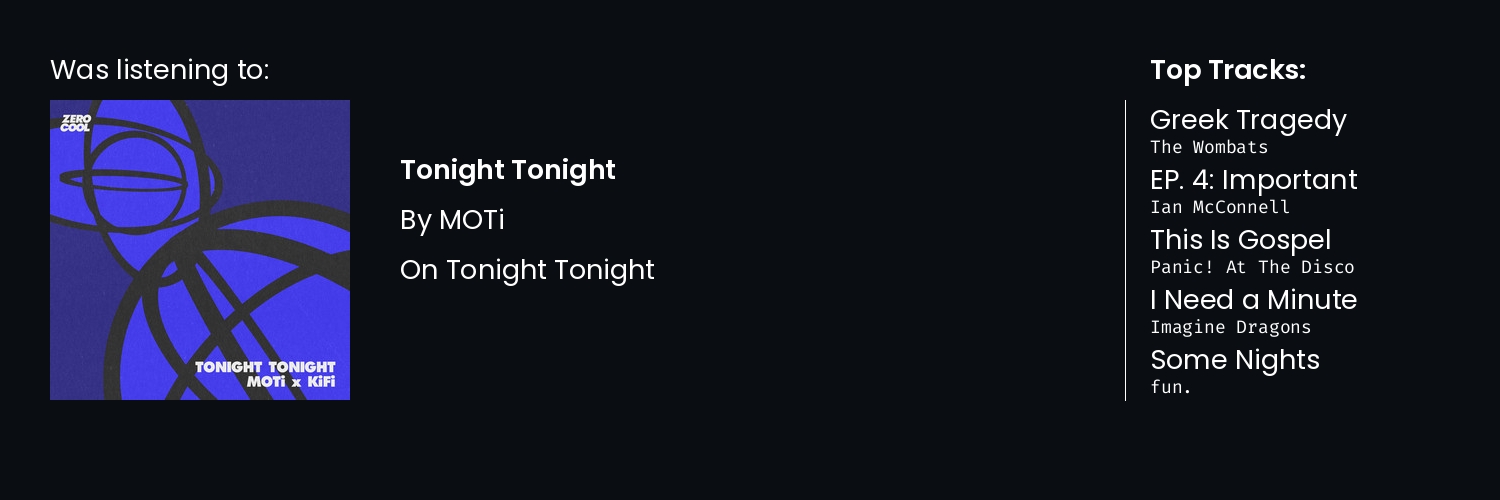 Was listening to:
ZERO
COOL
TONIGHT TONIGHT
MOTi x KiFi
Tonight Tonight
By MOTi
On Tonight Tonight
Top Tracks:
Greek Tragedy
The Wombats
EP. 4: Important
Ian McConnell
This Is Gospel
Panic! At The Disco
I Need a Minute
Imagine Dragons
Some Nights
fun.